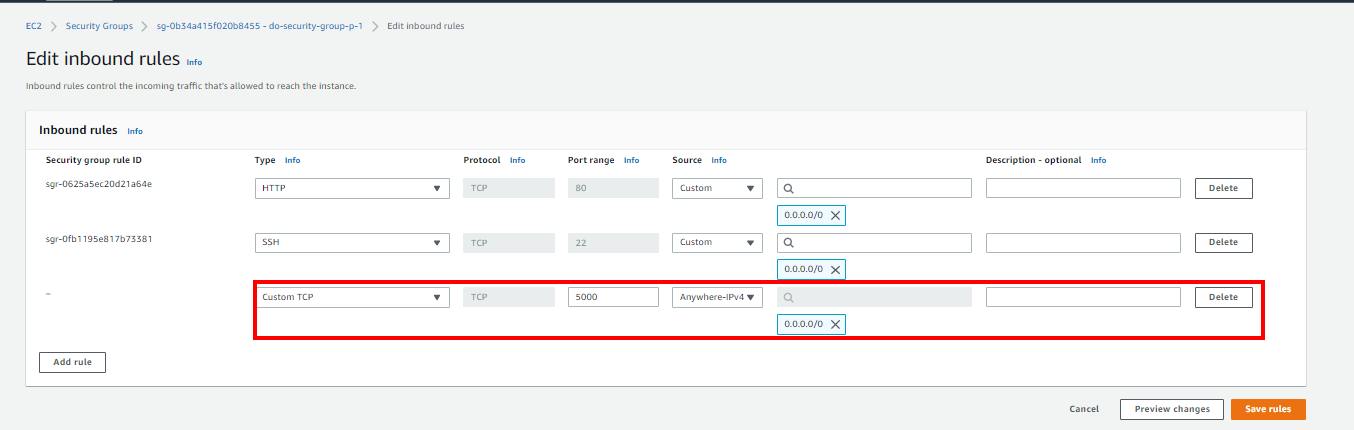 EC2 > Security Groups > sg-0b34a415f020b8455 - do-security-group-p-1 > Edit inbound rules
Edit inbound rules Info
Inbound rules control the incoming traffic that's allowed to reach the instance.
Inbound rules Info
Security group rule ID Type Info Protocol Info Port range Info Source Info Description - optional Info
sgr-0625a5ec20d21a64e HTTP TCP 80 Custom Delete
0.0.0.0/0
sgr-0fb1195e817b73381 SSH TCP 22 Custom Delete
0.0.0.0/0
– Custom TCP TCP 5000 Anywhere-IPv4 Delete
0.0.0.0/0
Add rule
Cancel Preview changes Save rules